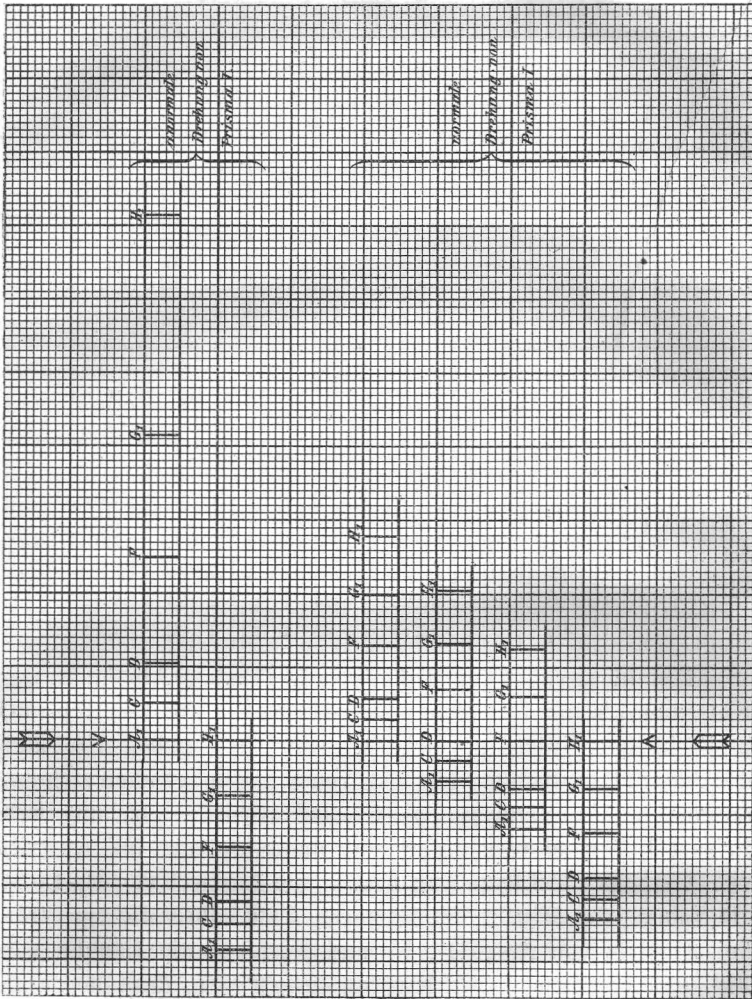 A₁ C D F G₁ H₁
anormale
Drehung von
Prisma I
A₁ C D F G₁ H₁
A₁ C D F G₁ H₁
A₁ C D F G₁ H₁
normale
Drehung von
Prisma I
A₁ C D F G₁ H₁
A₁ C D F G₁ H₁